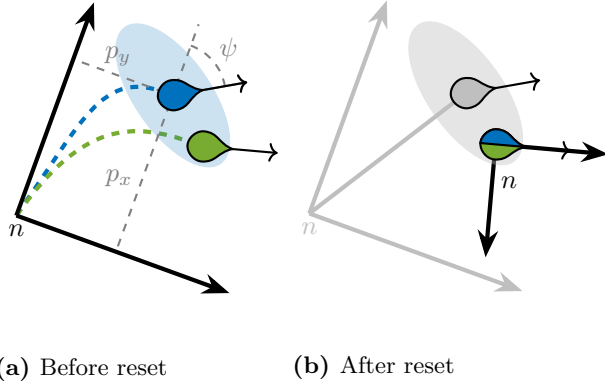 p_y
ψ
p_x
n
n
n
(a) Before reset
(b) After reset